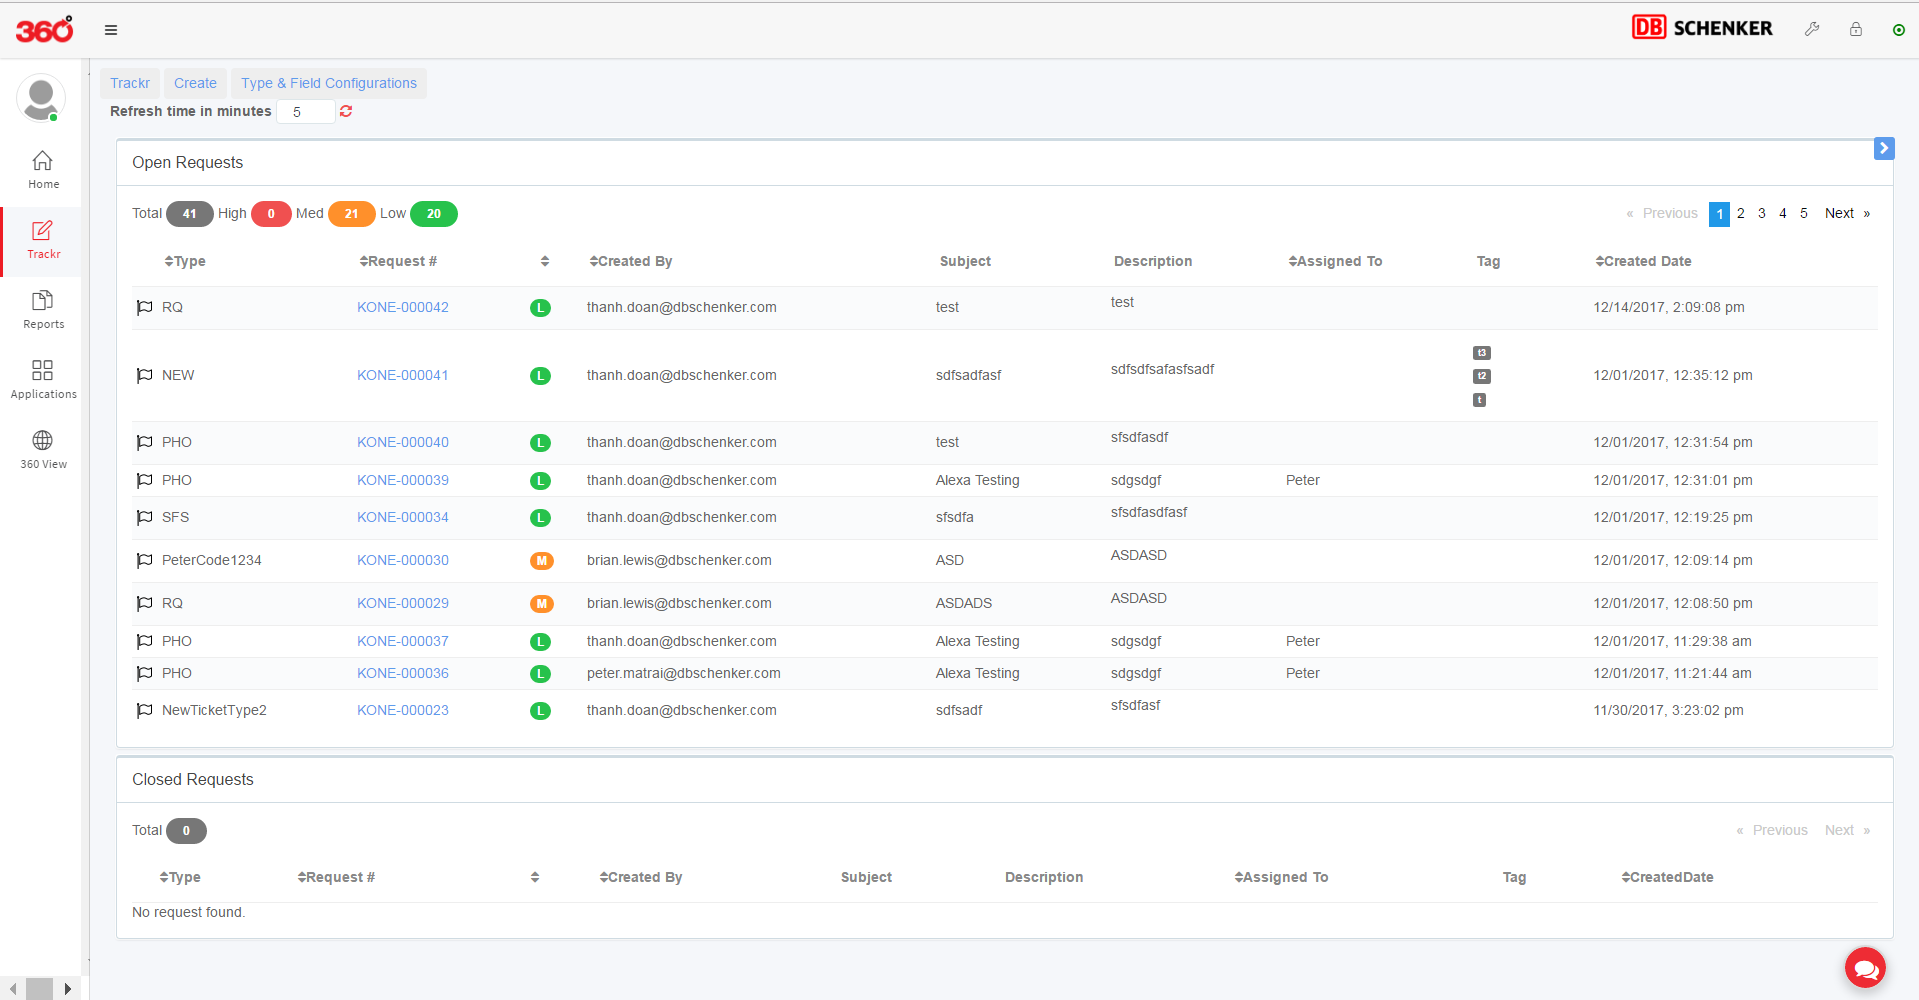 360°
DB SCHENKER
Trackr Create Type & Field Configurations
Refresh time in minutes 5
Home
Trackr
Reports
Applications
360 View
Open Requests
Total 41 High 0 Med 21 Low 20
« Previous 1 2 3 4 5 Next »
Type Request # Created By Subject Description Assigned To Tag Created Date
RQ KONE-000042 L thanh.doan@dbschenker.com test test 12/14/2017, 2:09:08 pm
NEW KONE-000041 L thanh.doan@dbschenker.com sdfsadfasf sdfsdfsafasfsadf t3 t2 t 12/01/2017, 12:35:12 pm
PHO KONE-000040 L thanh.doan@dbschenker.com test sfsdfasdf 12/01/2017, 12:31:54 pm
PHO KONE-000039 L thanh.doan@dbschenker.com Alexa Testing sdgsdgf Peter 12/01/2017, 12:31:01 pm
SFS KONE-000034 L thanh.doan@dbschenker.com sfsdfa sfsdfasdfasf 12/01/2017, 12:19:25 pm
PeterCode1234 KONE-000030 M brian.lewis@dbschenker.com ASD ASDASD 12/01/2017, 12:09:14 pm
RQ KONE-000029 M brian.lewis@dbschenker.com ASDADS ASDASD 12/01/2017, 12:08:50 pm
PHO KONE-000037 L thanh.doan@dbschenker.com Alexa Testing sdgsdgf Peter 12/01/2017, 11:29:38 am
PHO KONE-000036 L peter.matrai@dbschenker.com Alexa Testing sdgsdgf Peter 12/01/2017, 11:21:44 am
NewTicketType2 KONE-000023 L thanh.doan@dbschenker.com sdfsadf sfsdfasf 11/30/2017, 3:23:02 pm
Closed Requests
Total 0
« Previous Next »
Type Request # Created By Subject Description Assigned To Tag CreatedDate
No request found.